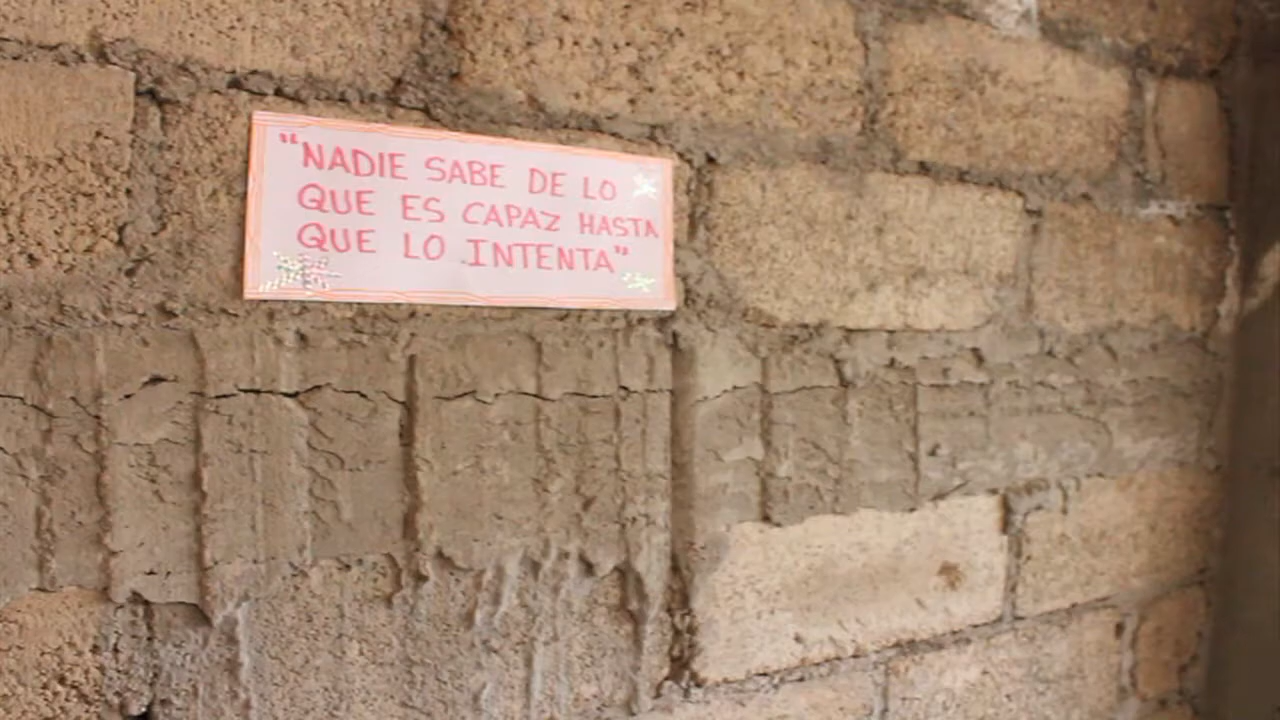 "NADIE SABE DE LO
QUE ES CAPAZ HASTA
QUE LO INTENTA"